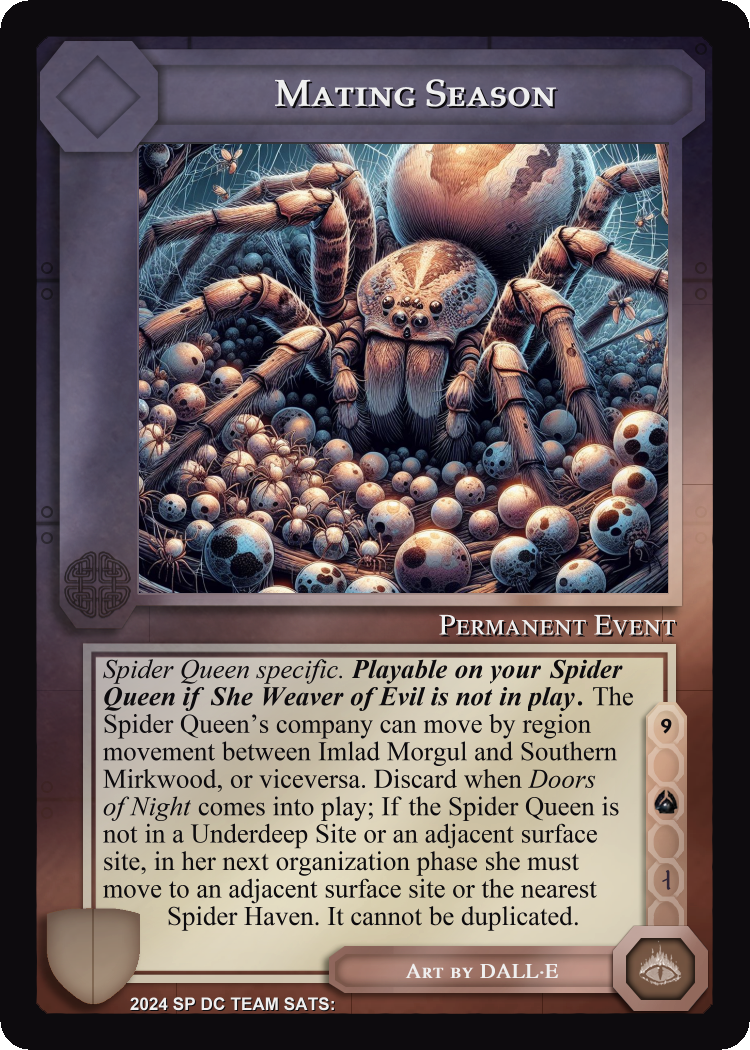 Mating Season
Permanent Event
Spider Queen specific. Playable on your Spider
Queen if She Weaver of Evil is not in play. The
Spider Queen's company can move by region
movement between Imlad Morgul and Southern
Mirkwood, or viceversa. Discard when Doors
of Night comes into play; If the Spider Queen is
not in a Underdeep Site or an adjacent surface
site, in her next organization phase she must
move to an adjacent surface site or the nearest
Spider Haven. It cannot be duplicated.
9
Art by DALL·E
2024 SP DC TEAM SATS: